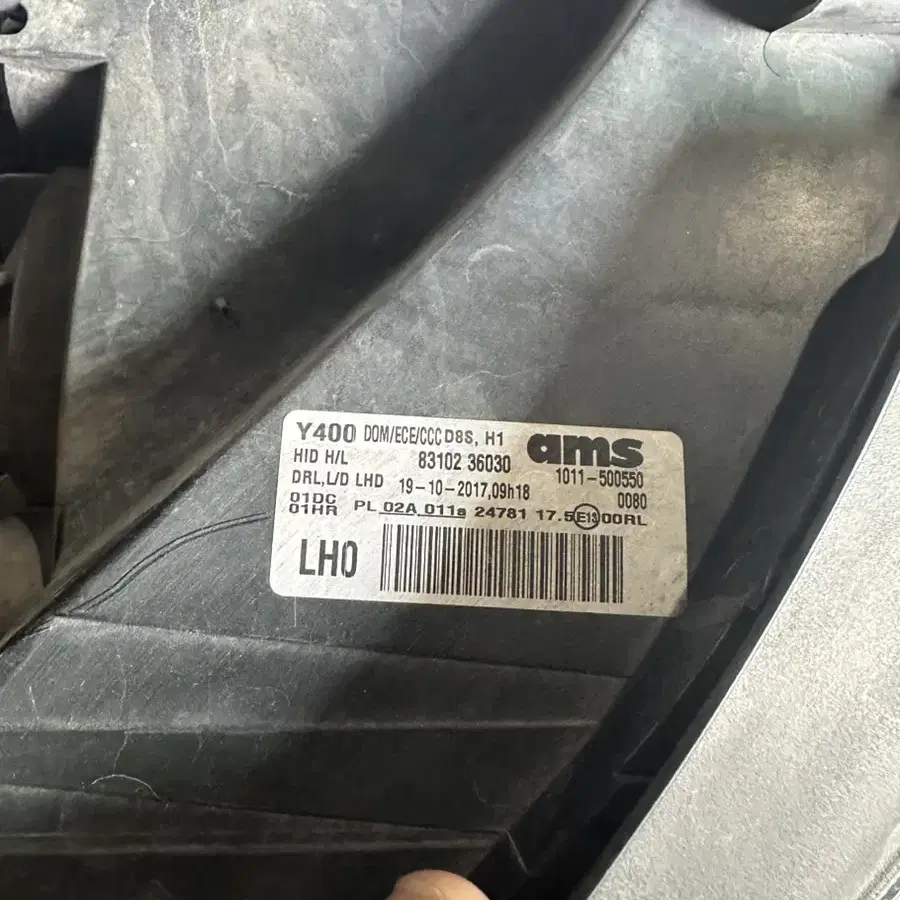 Y400 DOM/ECE/CCC D8S, H1 ams
HID H/L 83102 36030 1011-500550
DRL,L/D LHD 19-10-2017,09h18 0080
01DC
01HR PL 02A 011a 24781 17.5 E13 00RL
LH0